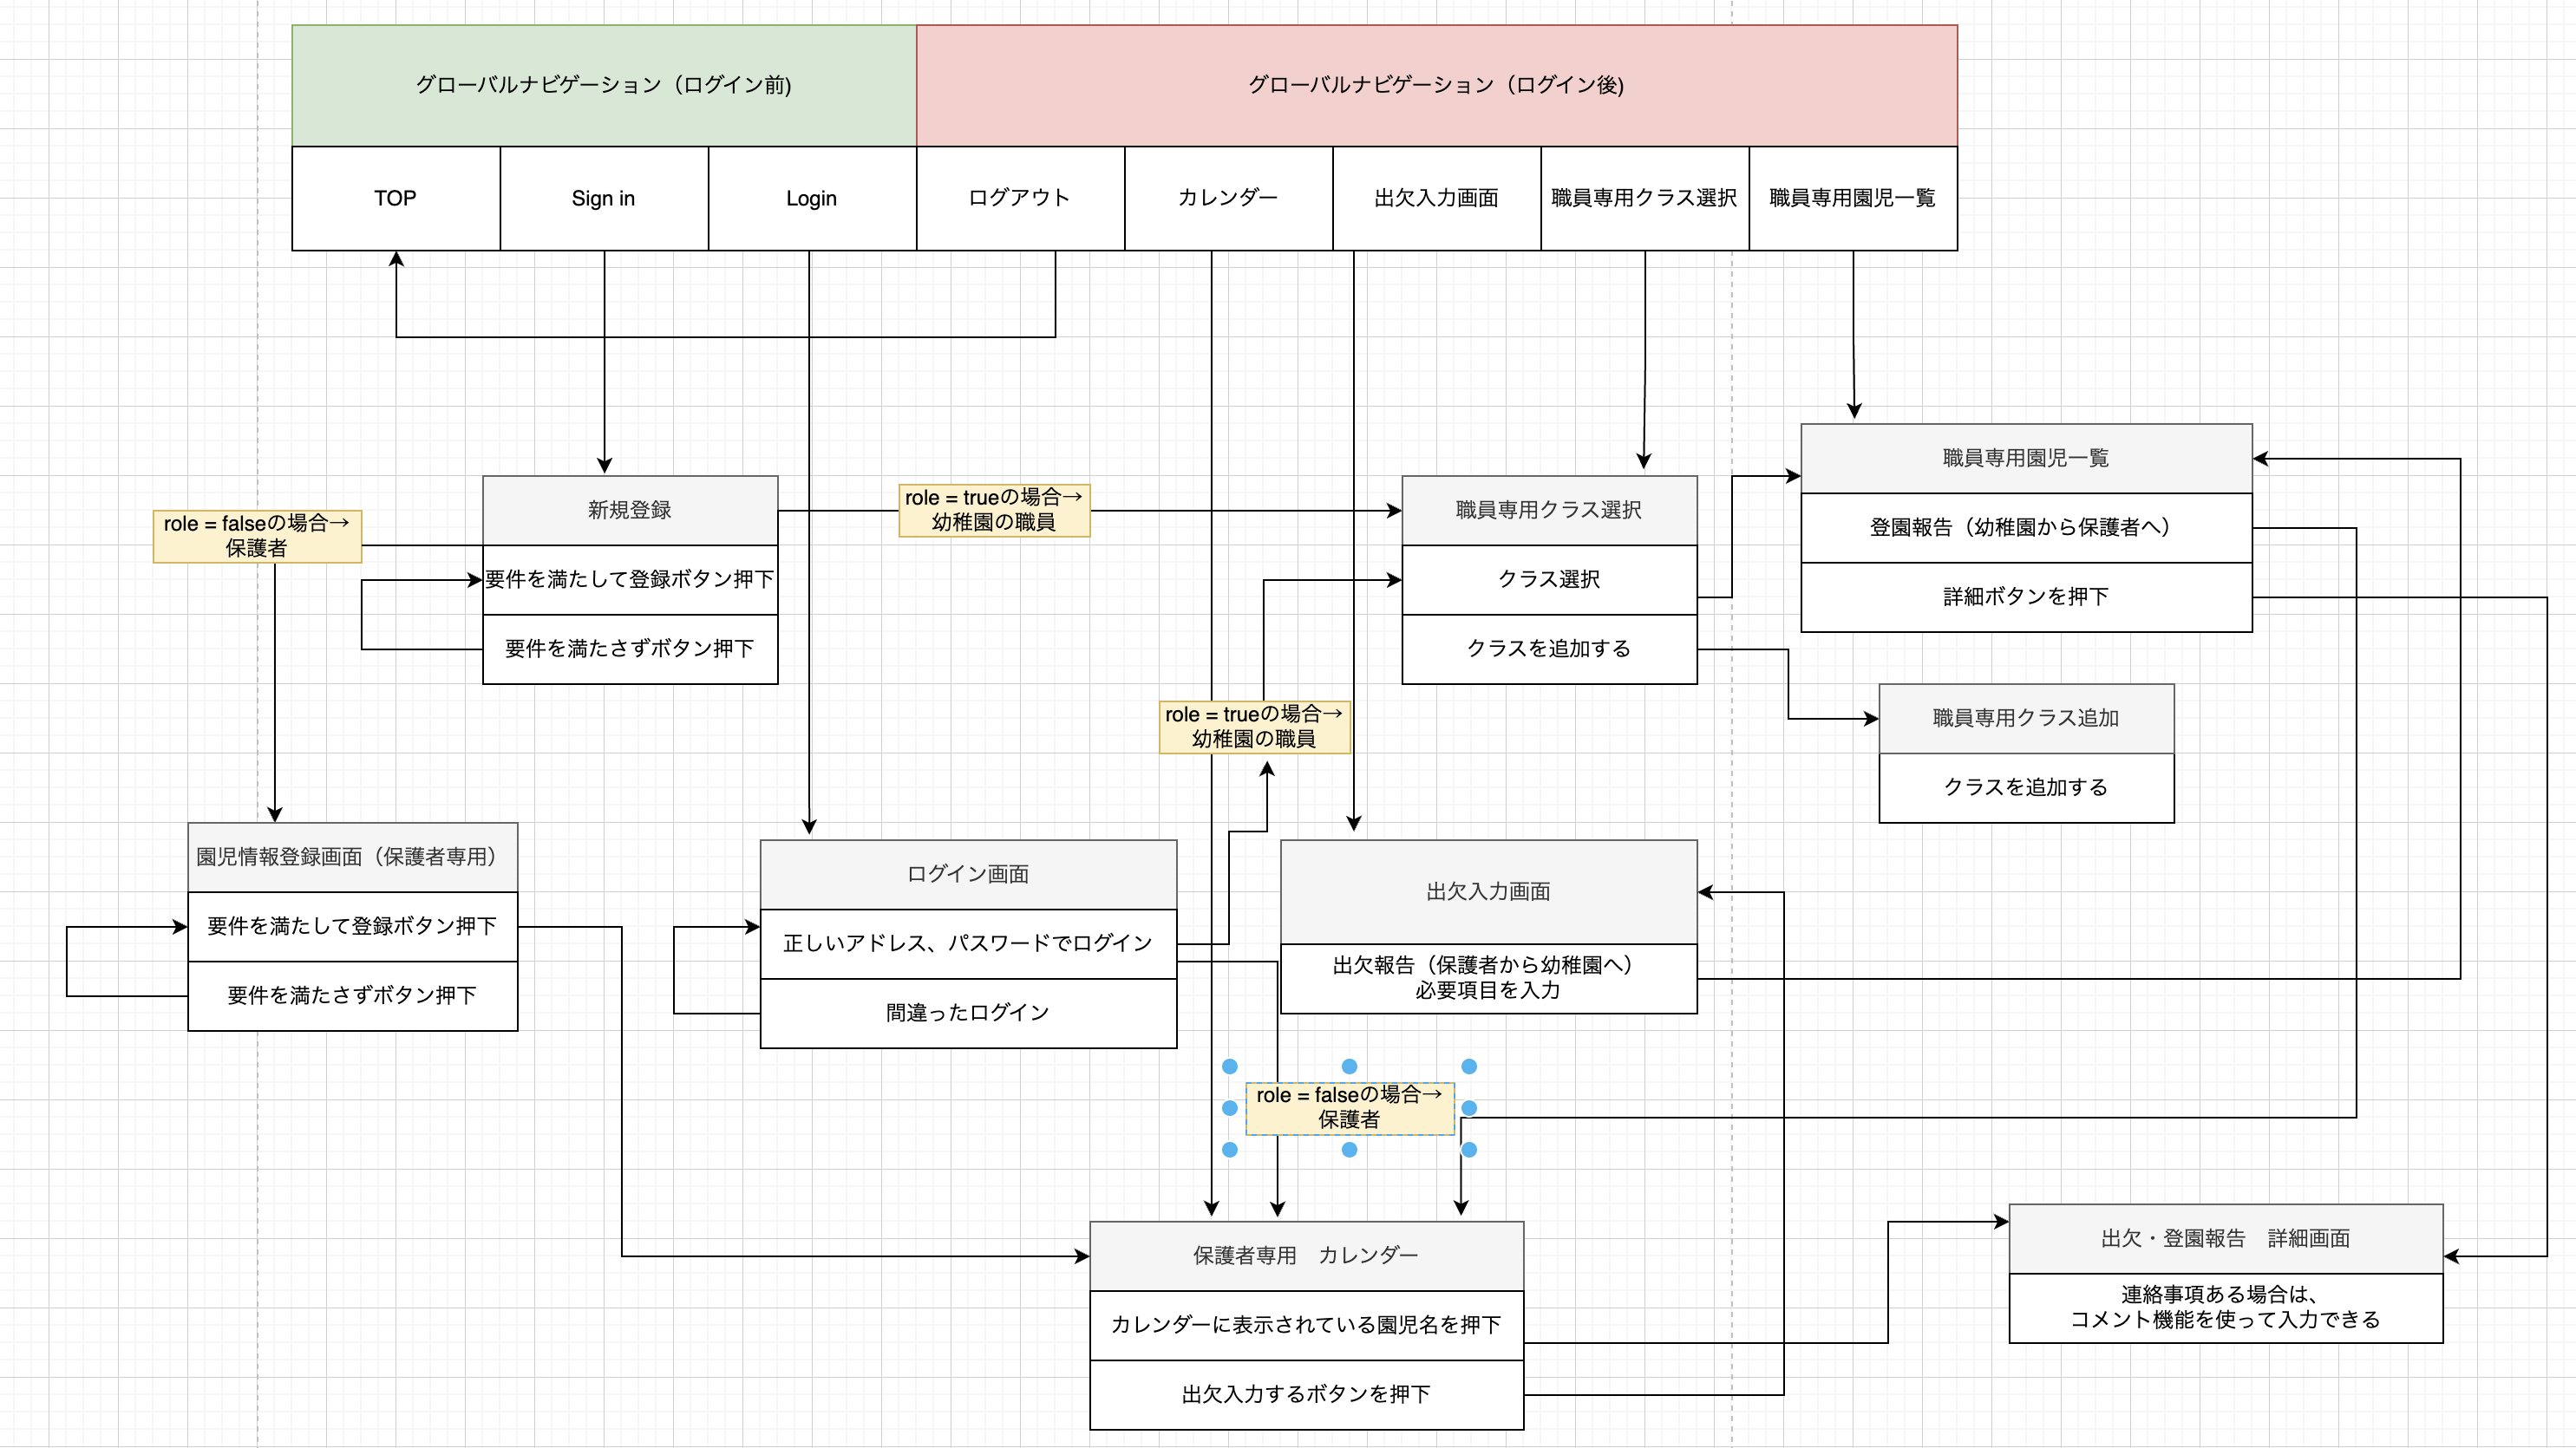 グローバルナビゲーション（ログイン前)
グローバルナビゲーション（ログイン後)
TOP
Sign in
Login
ログアウト
カレンダー
出欠入力画面
職員専用クラス選択
職員専用園児一覧
role = falseの場合→
保護者
新規登録
要件を満たして登録ボタン押下
要件を満たさずボタン押下
role = trueの場合→
幼稚園の職員
職員専用クラス選択
クラス選択
クラスを追加する
職員専用園児一覧
登園報告（幼稚園から保護者へ）
詳細ボタンを押下
role = trueの場合→
幼稚園の職員
職員専用クラス追加
クラスを追加する
園児情報登録画面（保護者専用）
要件を満たして登録ボタン押下
要件を満たさずボタン押下
ログイン画面
正しいアドレス、パスワードでログイン
間違ったログイン
出欠入力画面
出欠報告（保護者から幼稚園へ）
必要項目を入力
role = falseの場合→
保護者
保護者専用　カレンダー
カレンダーに表示されている園児名を押下
出欠入力するボタンを押下
出欠・登園報告　詳細画面
連絡事項ある場合は、
コメント機能を使って入力できる